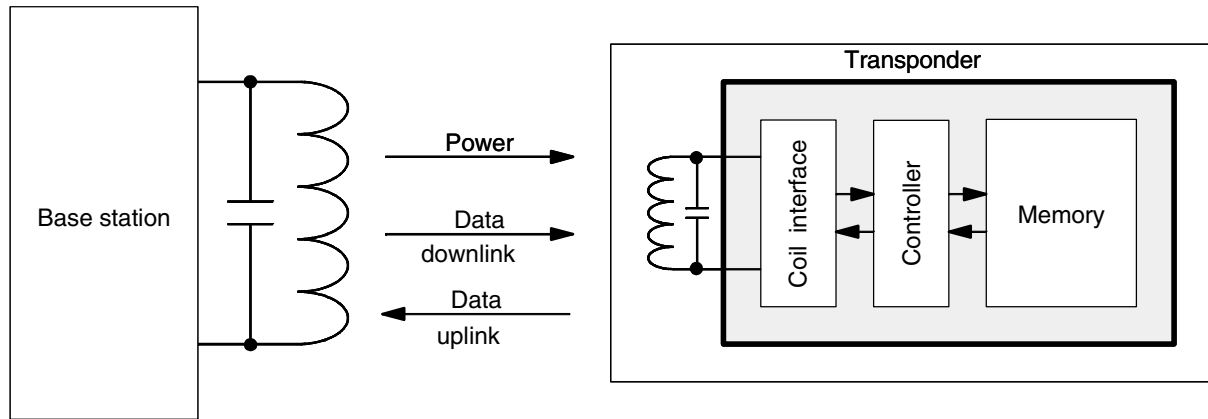 Base station
Power
Data
downlink
Data
uplink
Transponder
Coil interface
Controller
Memory